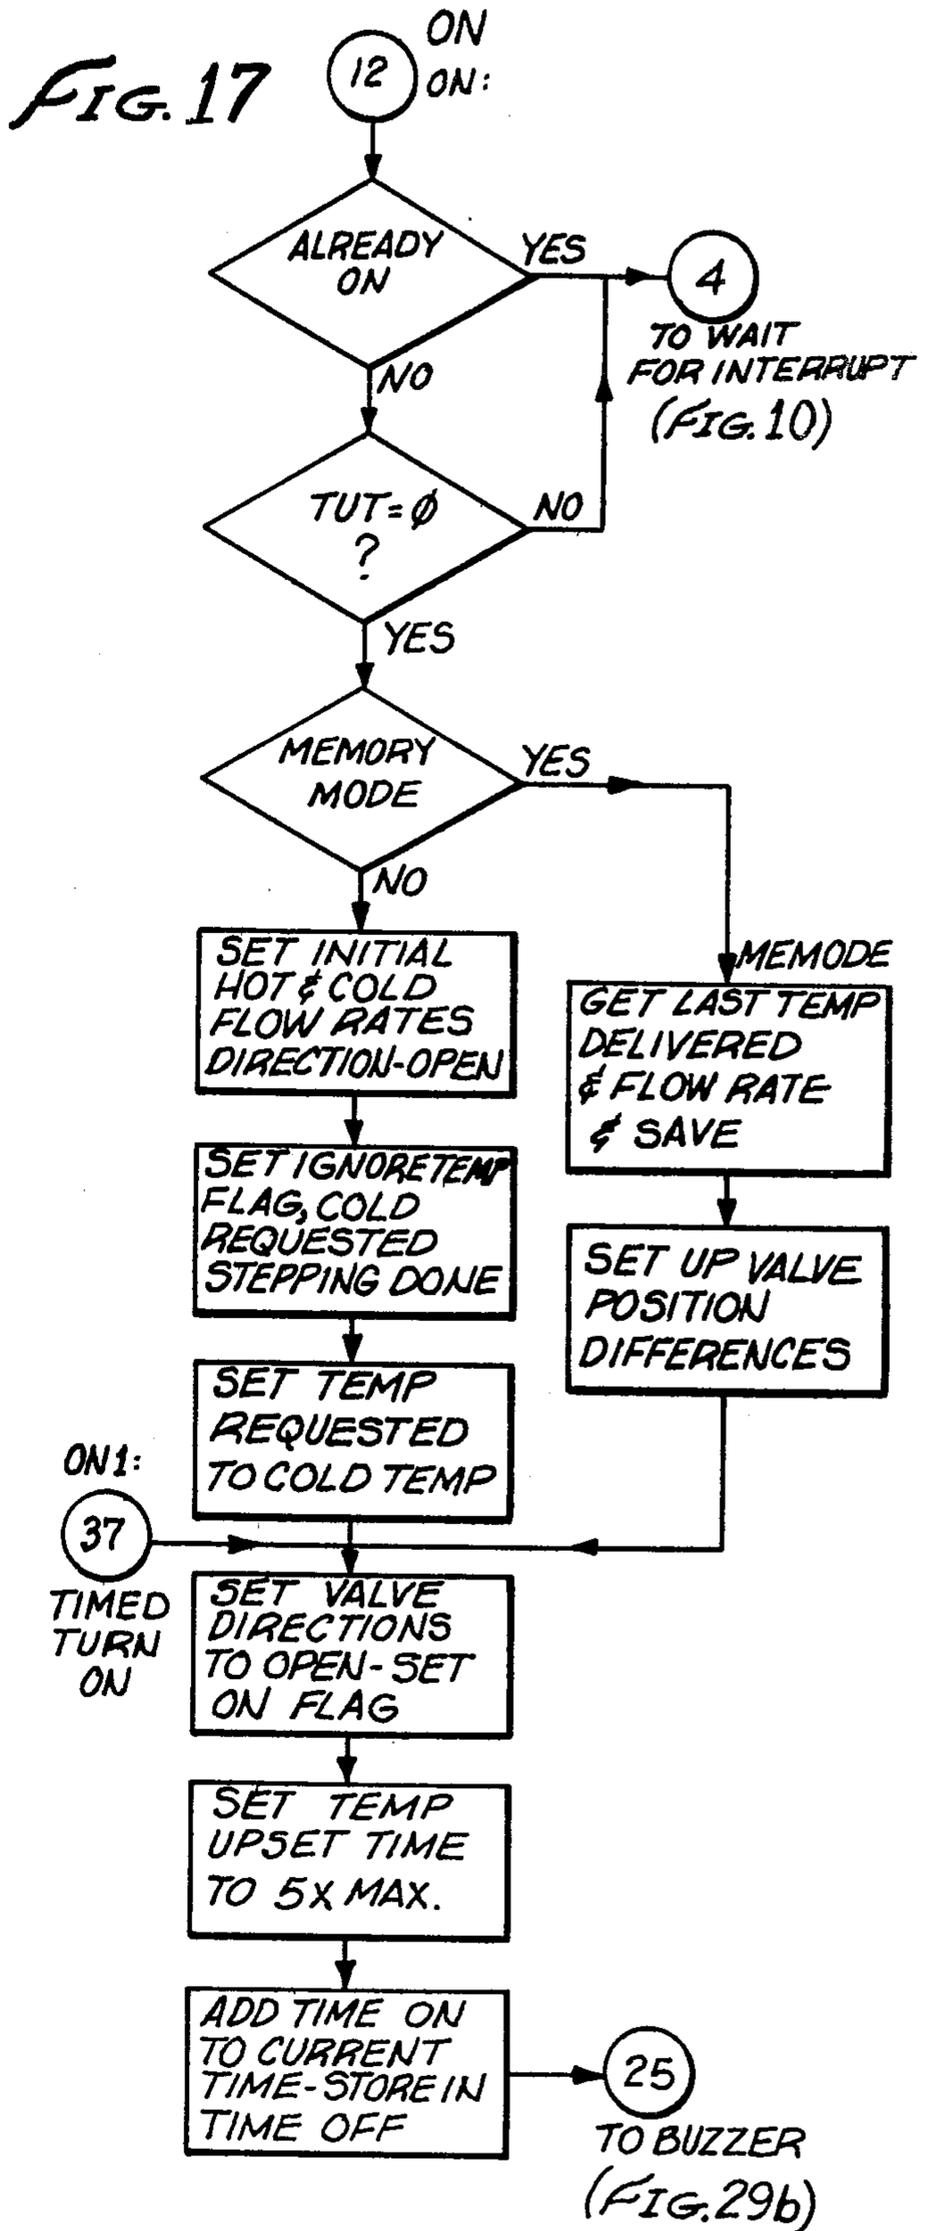 FIG. 17
12
ON
ON:
ALREADY
ON
YES
4
TO WAIT
FOR INTERRUPT
(FIG. 10)
NO
TUT=Ø
?
NO
YES
MEMORY
MODE
YES
NO
SET INITIAL
HOT & COLD
FLOW RATES
DIRECTION-OPEN
MEMODE
GET LAST TEMP
DELIVERED
& FLOW RATE
& SAVE
SET IGNORETEMP
FLAG, COLD
REQUESTED
STEPPING DONE
SET UP VALVE
POSITION
DIFFERENCES
SET TEMP
REQUESTED
TO COLD TEMP
ON1:
37
TIMED
TURN
ON
SET VALVE
DIRECTIONS
TO OPEN-SET
ON FLAG
SET TEMP
UPSET TIME
TO 5X MAX.
ADD TIME ON
TO CURRENT
TIME-STORE IN
TIME OFF
25
TO BUZZER
(FIG. 29b)